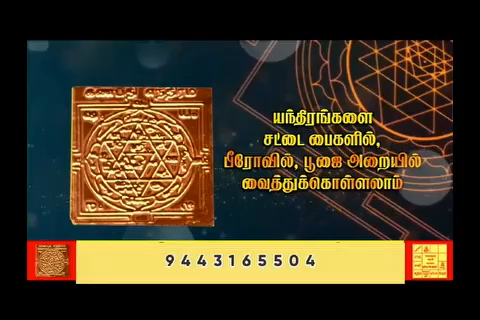 யந்திரங்களை
சட்டை பைகளில்,
பீரோவில், பூஜை அறையில்
வைத்துக்கொள்ளலாம்
9443165504